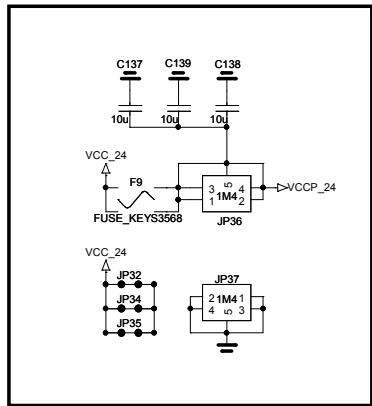 C137 C139 C138
10u 10u 10u
VCC_24
F9
3 5 4
1M4
1 2
VCCP_24
FUSE_KEYS3568
JP36
VCC_24
JP32
JP34
JP35
JP37
2 1M4 1
4 5 3